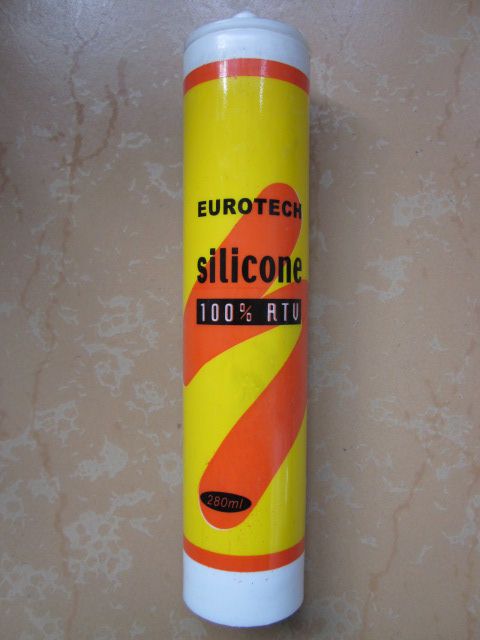 EUROTECH
silicone
100% RTV
280ml